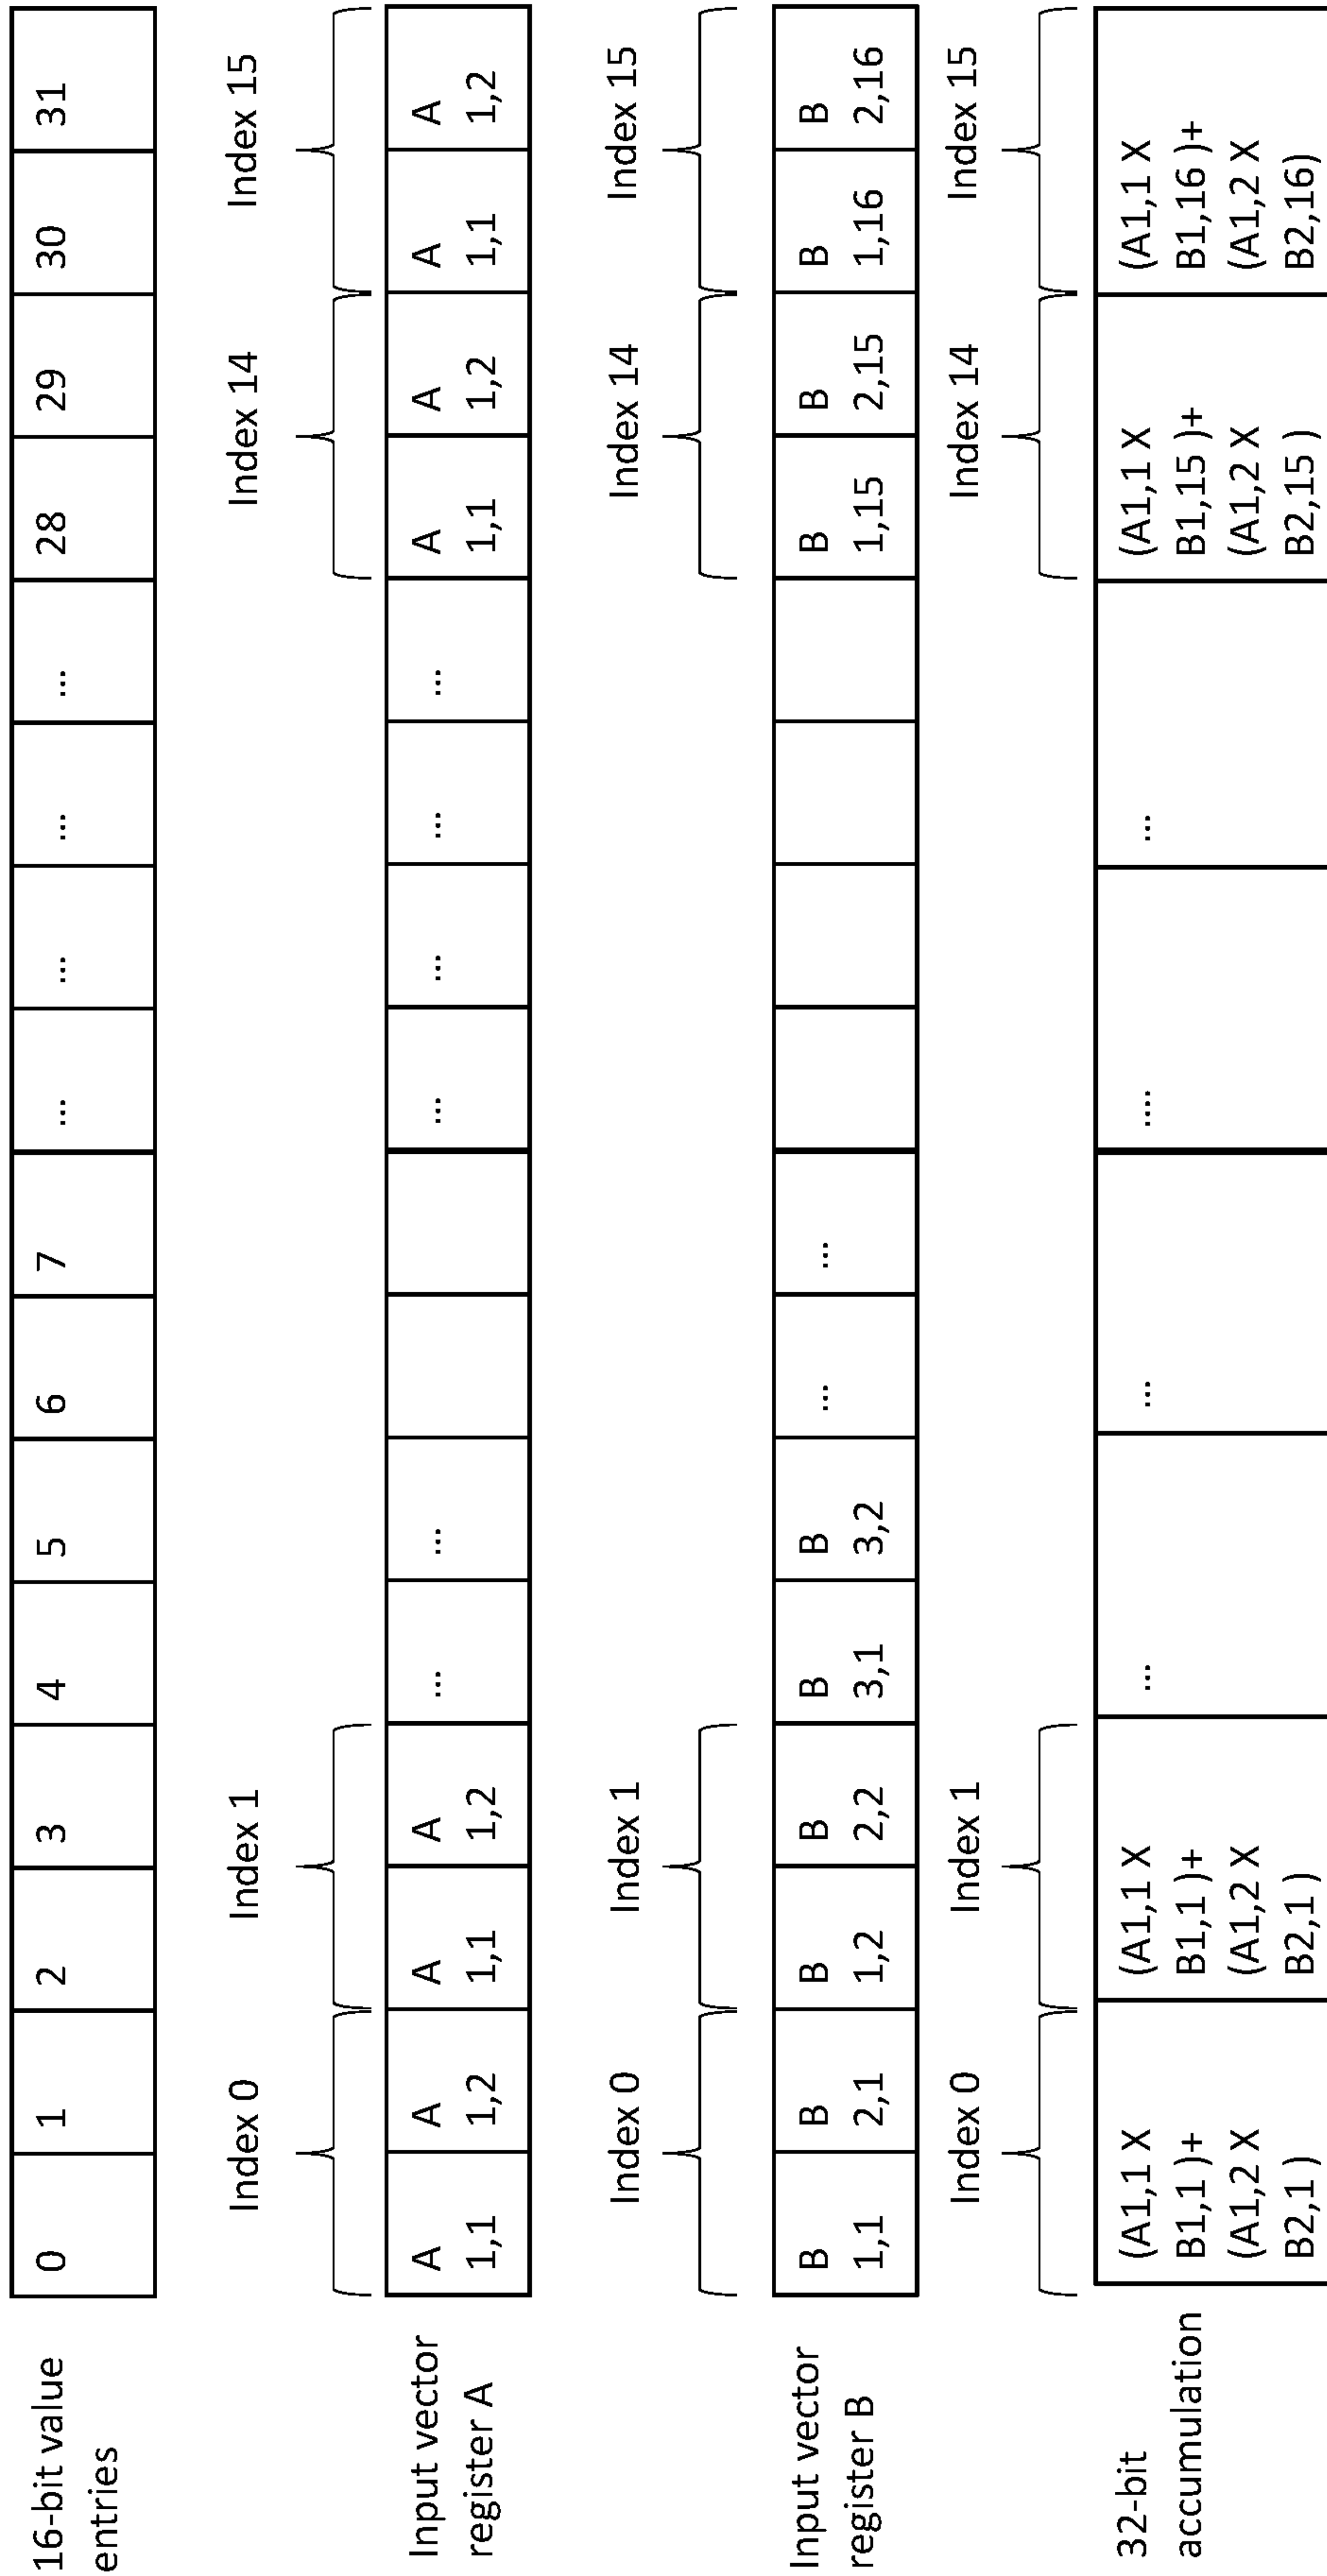 16-bit value
entries
0 1 2 3 4 5 6 7 ... ... ... ... 28 29 30 31
Index 0 Index 1 Index 14 Index 15
Input vector
register A
A A A A ... ... ... ... ... ... A A A A
1,1 1,2 1,1 1,2 1,1 1,2 1,1 1,2
Index 0 Index 1 Index 14 Index 15
Input vector
register B
B B B B B B ... ... B B B B
1,1 2,1 1,2 2,2 3,1 3,2 1,15 2,15 1,16 2,16
Index 0 Index 1 Index 14 Index 15
32-bit
accumulation
(A1,1 X (A1,1 X ... ... .... ... (A1,1 X (A1,1 X
B1,1 )+ B1,1 )+ B1,15 )+ B1,16 )+
(A1,2 X (A1,2 X (A1,2 X (A1,2 X
B2,1 ) B2,1 ) B2,15 ) B2,16)